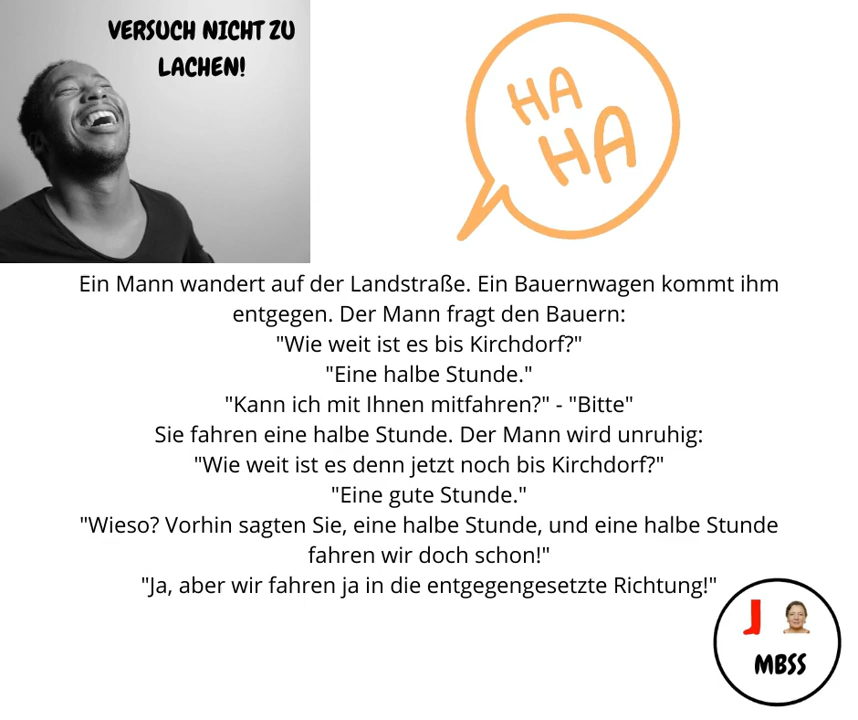 VERSUCH NICHT ZU
LACHEN!
HA
HA
Ein Mann wandert auf der Landstraße. Ein Bauernwagen kommt ihm
entgegen. Der Mann fragt den Bauern:
"Wie weit ist es bis Kirchdorf?"
"Eine halbe Stunde."
"Kann ich mit Ihnen mitfahren?" - "Bitte"
Sie fahren eine halbe Stunde. Der Mann wird unruhig:
"Wie weit ist es denn jetzt noch bis Kirchdorf?"
"Eine gute Stunde."
"Wieso? Vorhin sagten Sie, eine halbe Stunde, und eine halbe Stunde
fahren wir doch schon!"
"Ja, aber wir fahren ja in die entgegengesetzte Richtung!"
J
MBSS